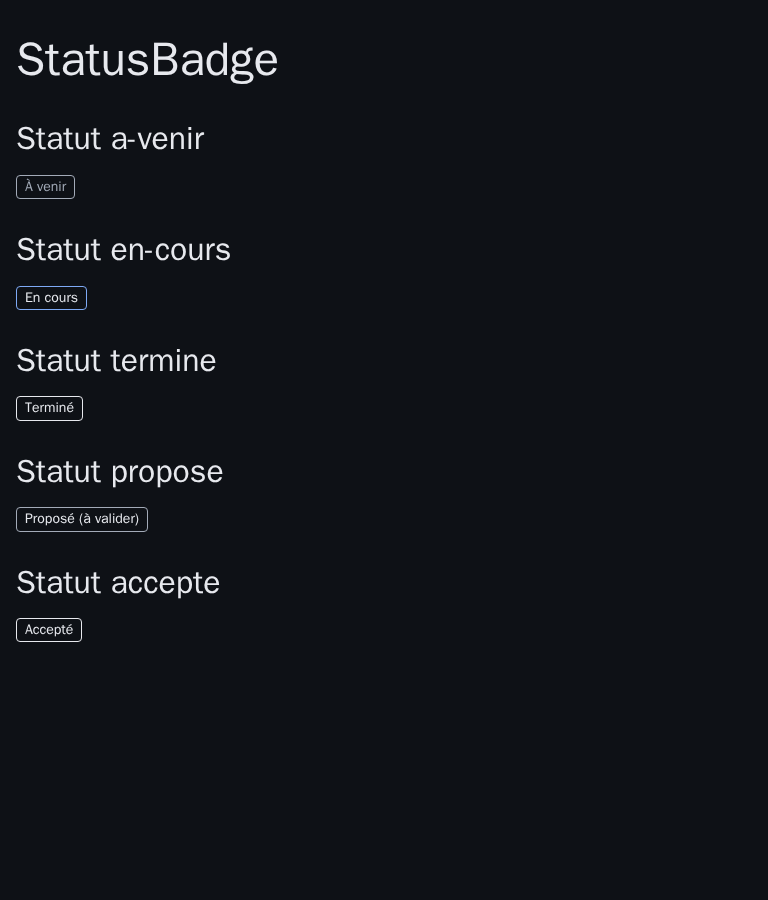 StatusBadge
Statut a-venir
À venir
Statut en-cours
En cours
Statut termine
Terminé
Statut propose
Proposé (à valider)
Statut accepte
Accepté